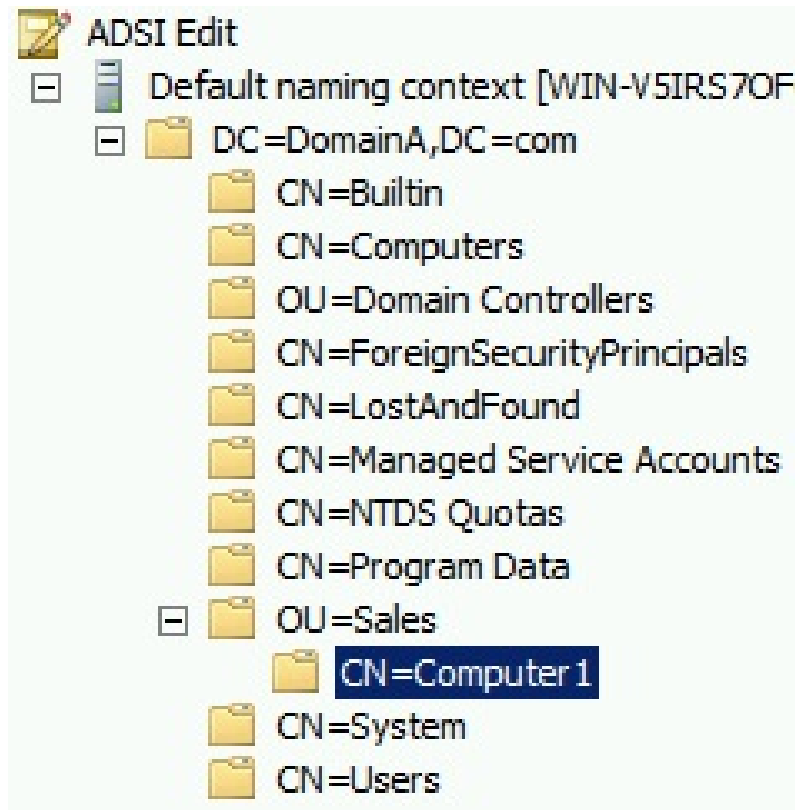 ADSI Edit
Default naming context [WIN-V5IRS7OF
DC=DomainA,DC=com
CN=Builtin
CN=Computers
OU=Domain Controllers
CN=ForeignSecurityPrincipals
CN=LostAndFound
CN=Managed Service Accounts
CN=NTDS Quotas
CN=Program Data
OU=Sales
CN=Computer1
CN=System
CN=Users